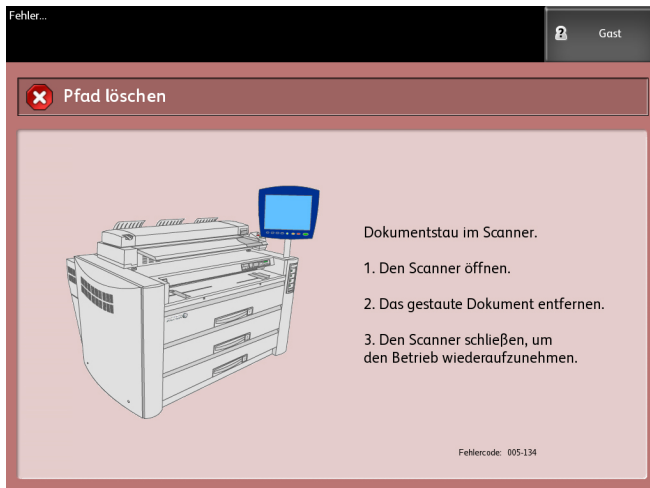 Fehler...
Gast
Pfad löschen
Dokumentstau im Scanner.
1. Den Scanner öffnen.
2. Das gestaute Dokument entfernen.
3. Den Scanner schließen, um
den Betrieb wiederaufzunehmen.
Fehlercode: 005-134